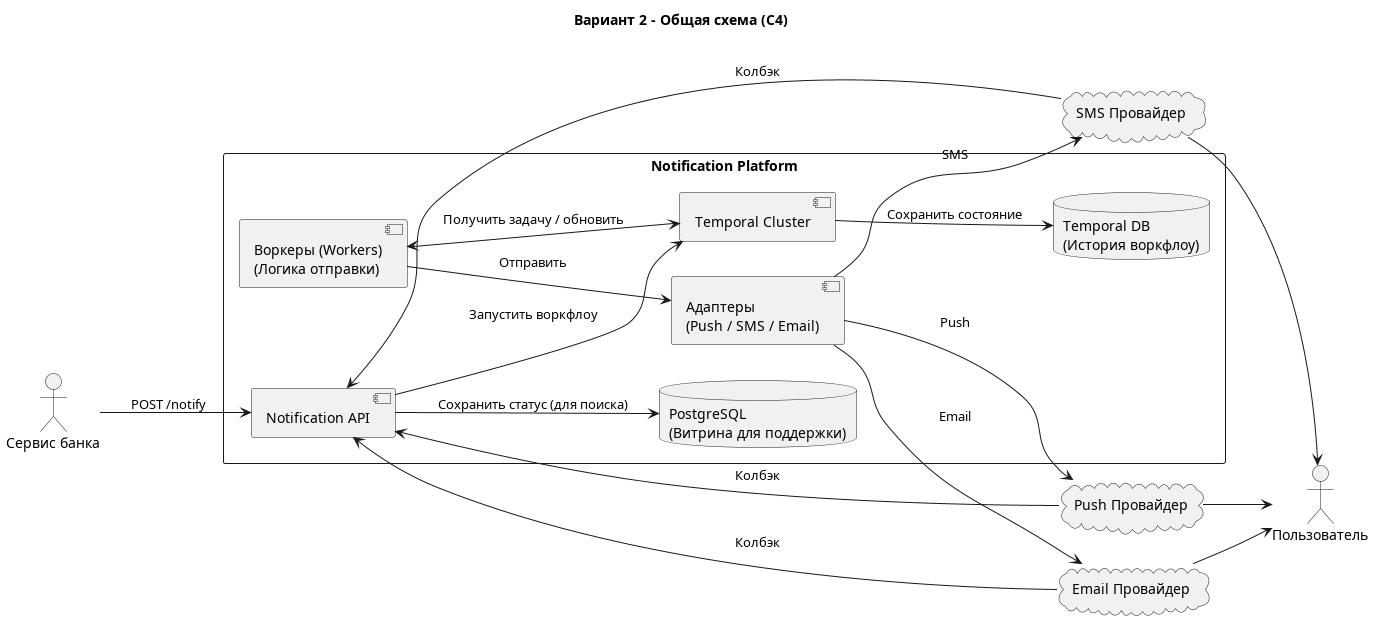 Вариант 2 - Общая схема (C4)
Колбэк
SMS Провайдер
SMS
Notification Platform
Воркеры (Workers)
(Логика отправки)
Получить задачу / обновить
Temporal Cluster
Сохранить состояние
Temporal DB
(История воркфлоу)
Отправить
Адаптеры
(Push / SMS / Email)
Запустить воркфлоу
Push
Сервис банка
POST /notify
Notification API
Сохранить статус (для поиска)
PostgreSQL
(Витрина для поддержки)
Email
Колбэк
Push Провайдер
Пользователь
Колбэк
Email Провайдер